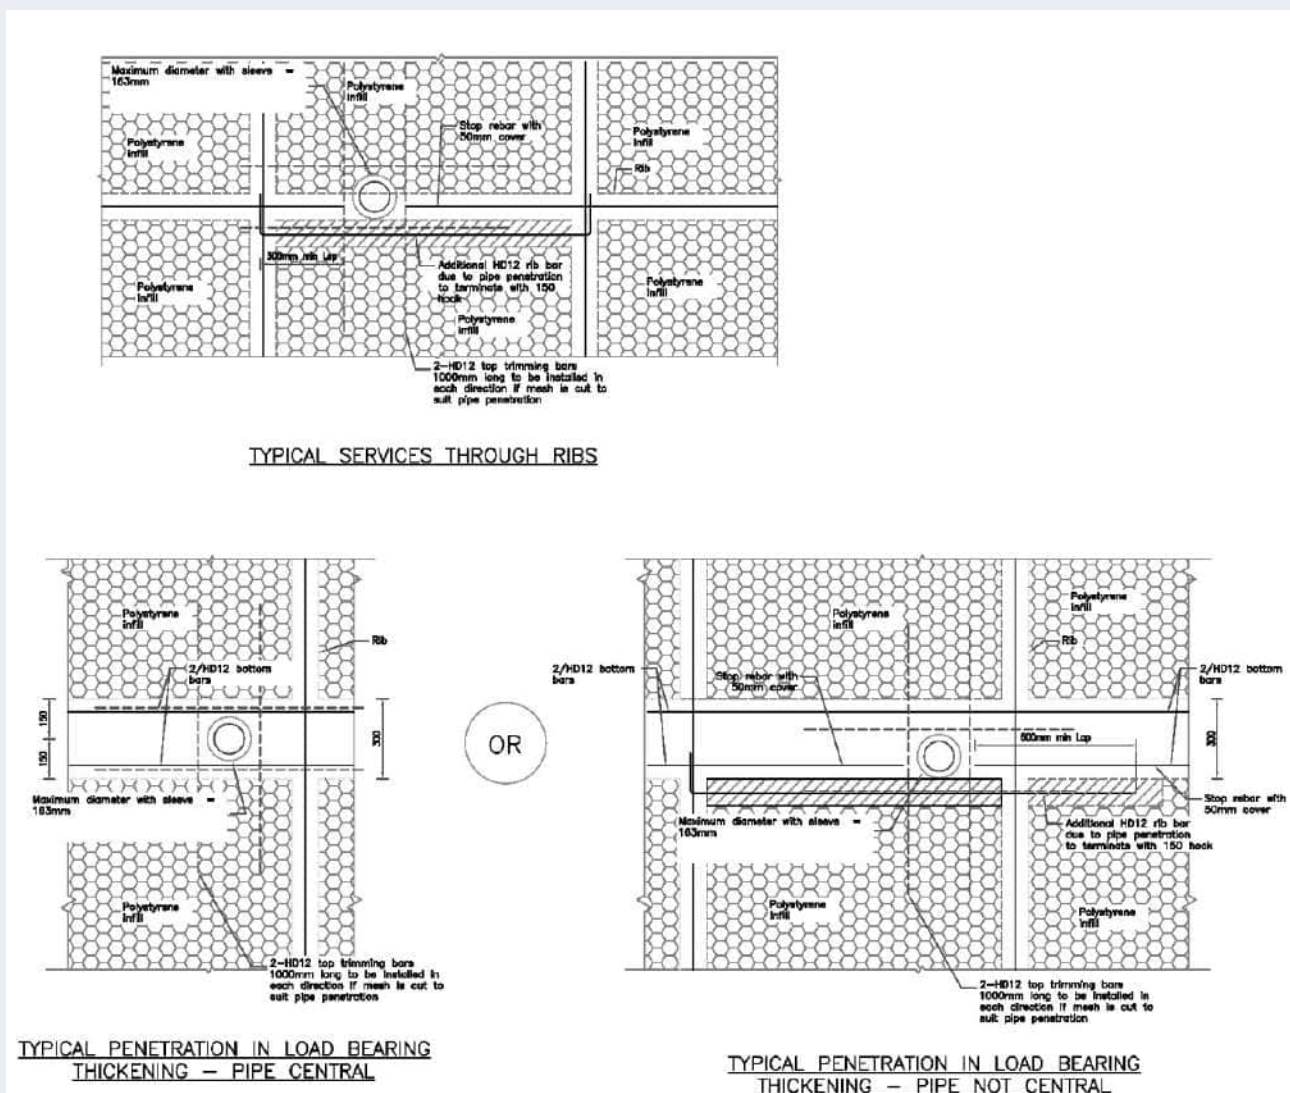 Maximum diameter with sleeve =
163mm
Polystyrene
infill
Stop rebar with
50mm cover
Polystyrene
infill
Polystyrene
infill
Rib
300mm min Lap
Additional HD12 rib bar
due to pipe penetration
to terminate with 150
hook
Polystyrene
infill
Polystyrene
infill
Polystyrene
infill
2-HD12 top trimming bars
1000mm long to be installed in
each direction if mesh is cut to
suit pipe penetration
TYPICAL SERVICES THROUGH RIBS
Polystyrene
infill
Rib
2/HD12 bottom
bars
150
150
300
Maximum diameter with sleeve =
163mm
Polystyrene
infill
2-HD12 top trimming bars
1000mm long to be installed in
each direction if mesh is cut to
suit pipe penetration
TYPICAL PENETRATION IN LOAD BEARING
THICKENING - PIPE CENTRAL
OR
Polystyrene
infill
Polystyrene
infill
Rib
2/HD12 bottom
bars
Stop rebar with
50mm cover
2/HD12 bottom
bars
600mm min Lap
300
Stop rebar with
50mm cover
Maximum diameter with sleeve =
163mm
Additional HD12 rib bar
due to pipe penetration
to terminate with 150 hook
Polystyrene
infill
Polystyrene
infill
2-HD12 top trimming bars
1000mm long to be installed in
each direction if mesh is cut to
suit pipe penetration
TYPICAL PENETRATION IN LOAD BEARING
THICKENING - PIPE NOT CENTRAL